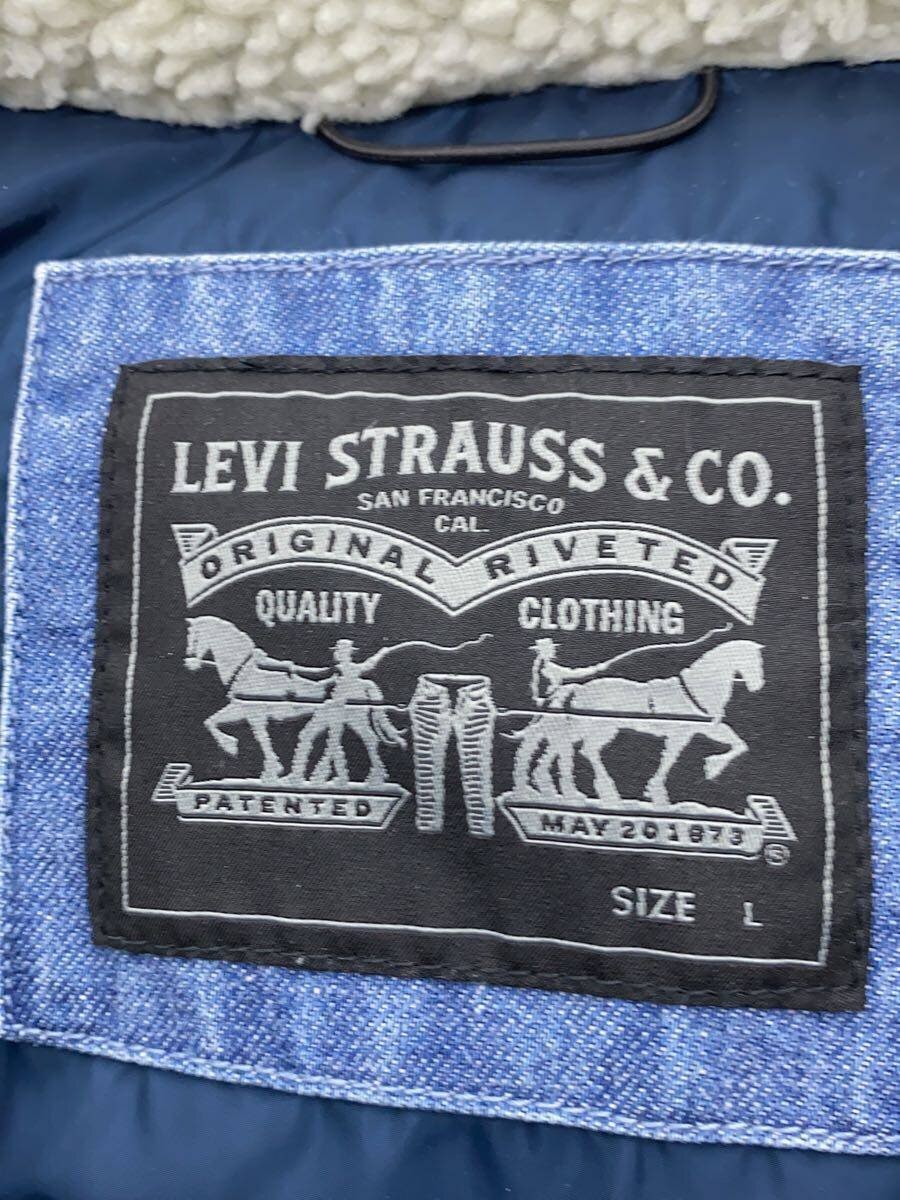 LEVI STRAUSS & CO.
SAN FRANCISCO
CAL.
ORIGINAL RIVETED
QUALITY CLOTHING
PATENTED MAY 20 1873
®
SIZE L